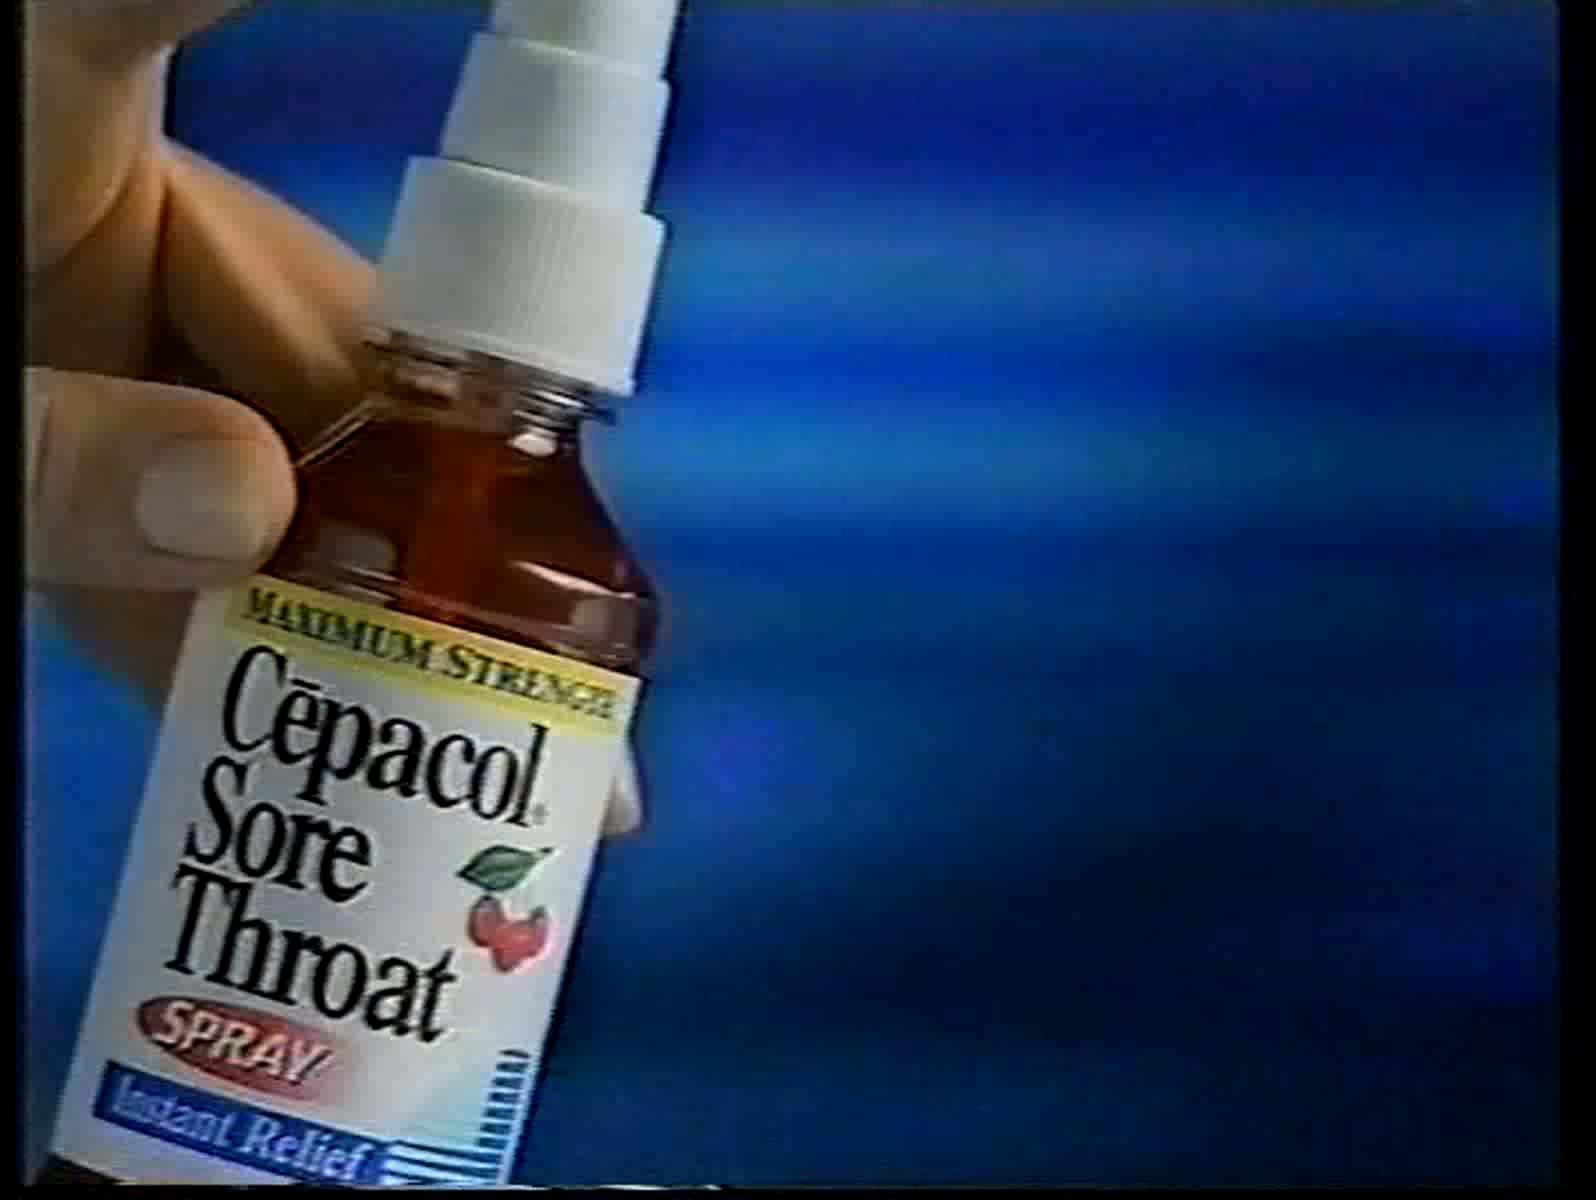 MAXIMUM STRENGTH
Cēpacol®
Sore
Throat
SPRAY
Instant Relief